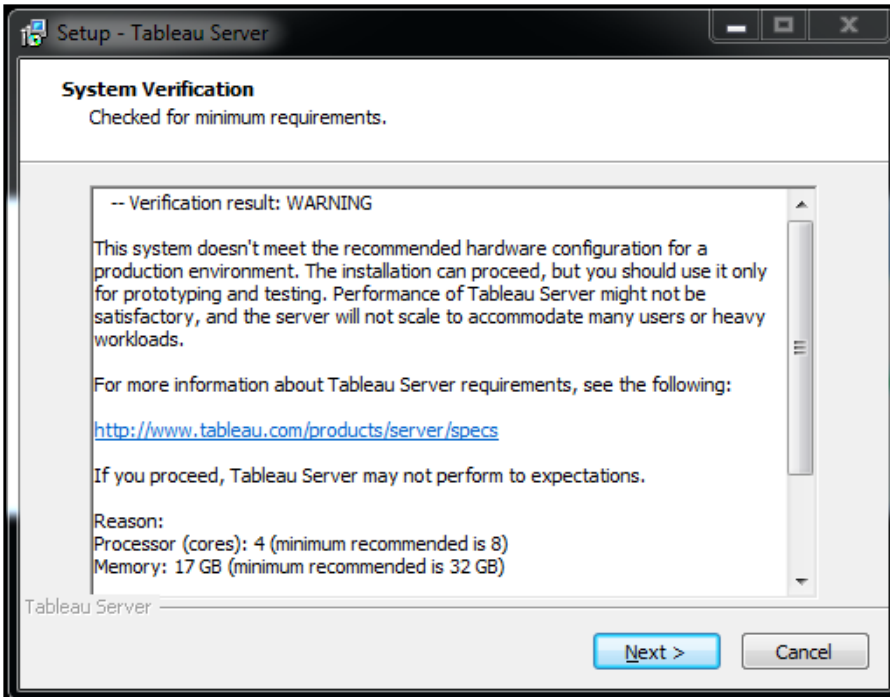 Setup - Tableau Server
System Verification
Checked for minimum requirements.
-- Verification result: WARNING
This system doesn't meet the recommended hardware configuration for a
production environment. The installation can proceed, but you should use it only
for prototyping and testing. Performance of Tableau Server might not be
satisfactory, and the server will not scale to accommodate many users or heavy
workloads.
For more information about Tableau Server requirements, see the following:
http://www.tableau.com/products/server/specs
If you proceed, Tableau Server may not perform to expectations.
Reason:
Processor (cores): 4 (minimum recommended is 8)
Memory: 17 GB (minimum recommended is 32 GB)
Tableau Server
Next >
Cancel